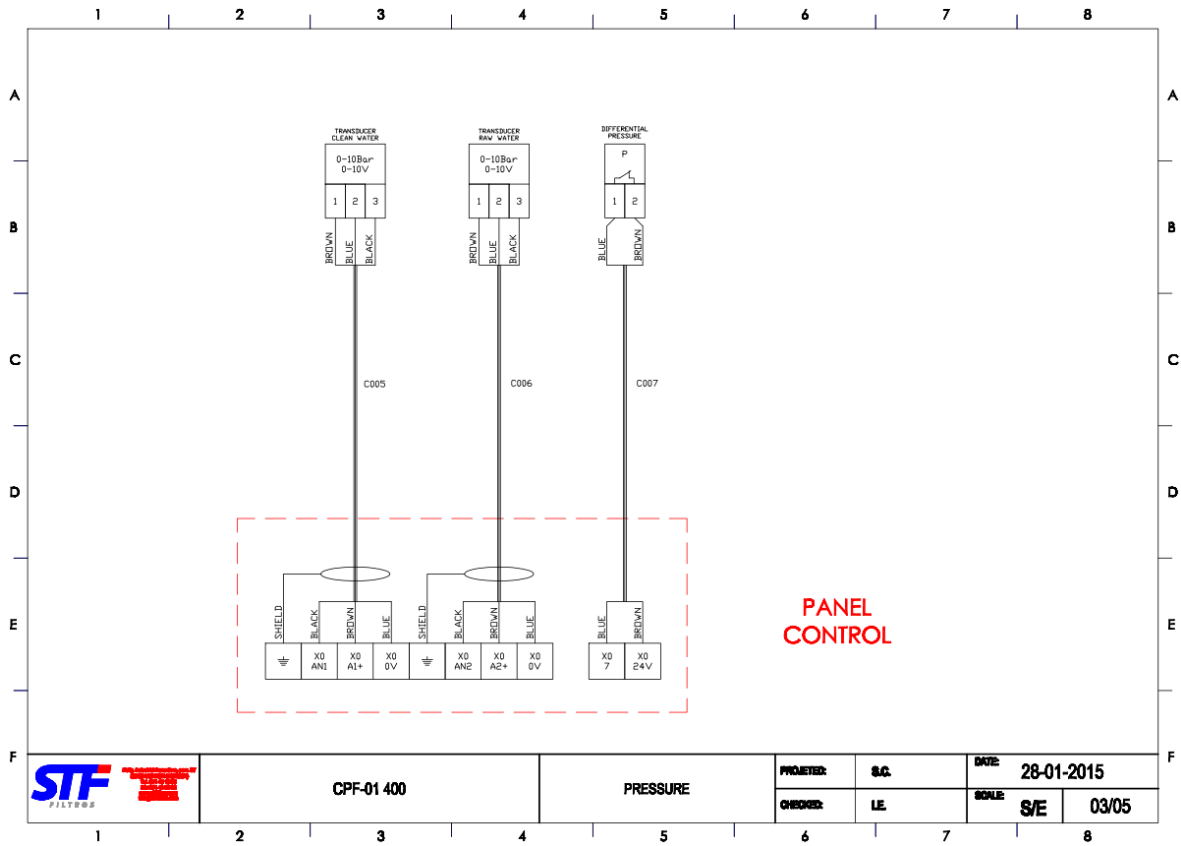 1 2 3 4 5 6 7 8
A A
TRANSDUCER
CLEAN WATER
TRANSDUCER
RAW WATER
DIFFERENTIAL
PRESSURE
0-10Bar
0-10V
0-10Bar
0-10V
P
1 2 3
1 2 3
1 2
B B
BROWN BLUE BLACK
BROWN BLUE BLACK
BLUE BROWN
C C
C005 C006 C007
D D
E E
SHIELD BLACK BROWN BLUE SHIELD BLACK BROWN BLUE
BLUE BROWN
X0
AN1
X0
A1+
X0
0V
X0
AN2
X0
A2+
X0
0V
X0
7
X0
24V
PANEL
CONTROL
F F
STF
FILTROS
CPF-01 400
PRESSURE
PROJETED: S.C.
CHECKED: I.E.
DATE: 28-01-2015
SCALE: S/E
03/05
1 2 3 4 5 6 7 8